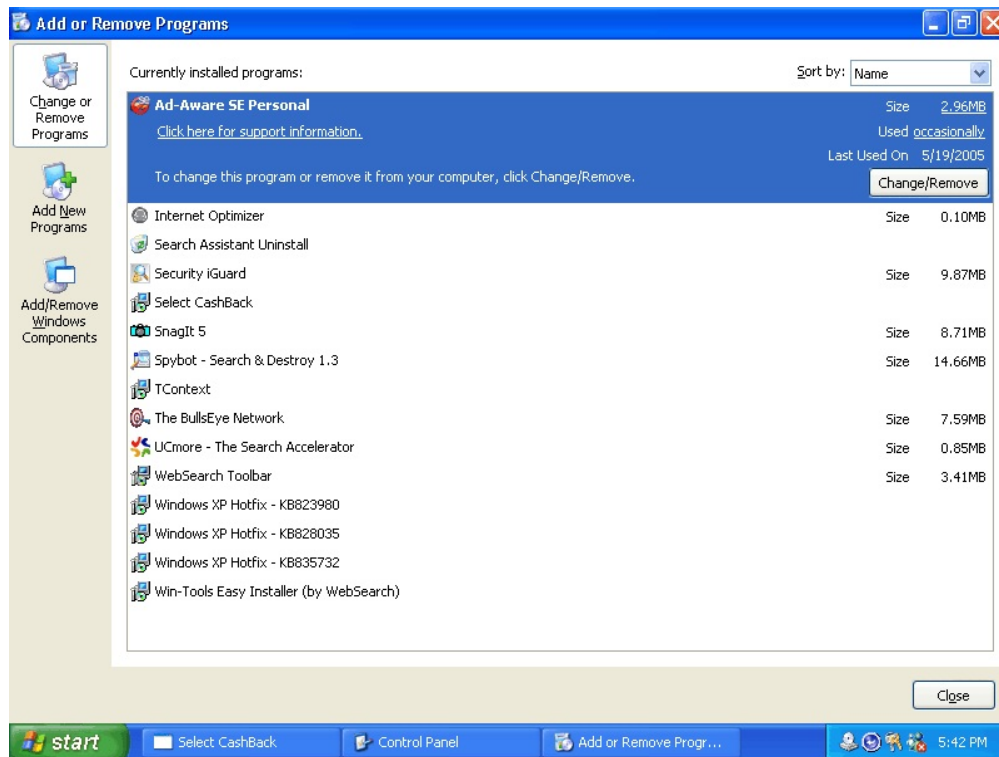 Add or Remove Programs
Change or
Remove
Programs
Add New
Programs
Add/Remove
Windows
Components
Currently installed programs:
Sort by: Name
Ad-Aware SE Personal Size 2.96MB
Click here for support information. Used occasionally
Last Used On 5/19/2005
To change this program or remove it from your computer, click Change/Remove. Change/Remove
Internet Optimizer Size 0.10MB
Search Assistant Uninstall
Security iGuard Size 9.87MB
Select CashBack
SnagIt 5 Size 8.71MB
Spybot - Search & Destroy 1.3 Size 14.66MB
TContext
The BullsEye Network Size 7.59MB
UCmore - The Search Accelerator Size 0.85MB
WebSearch Toolbar Size 3.41MB
Windows XP Hotfix - KB823980
Windows XP Hotfix - KB828035
Windows XP Hotfix - KB835732
Win-Tools Easy Installer (by WebSearch)
Close
start Select CashBack Control Panel Add or Remove Progr... 5:42 PM